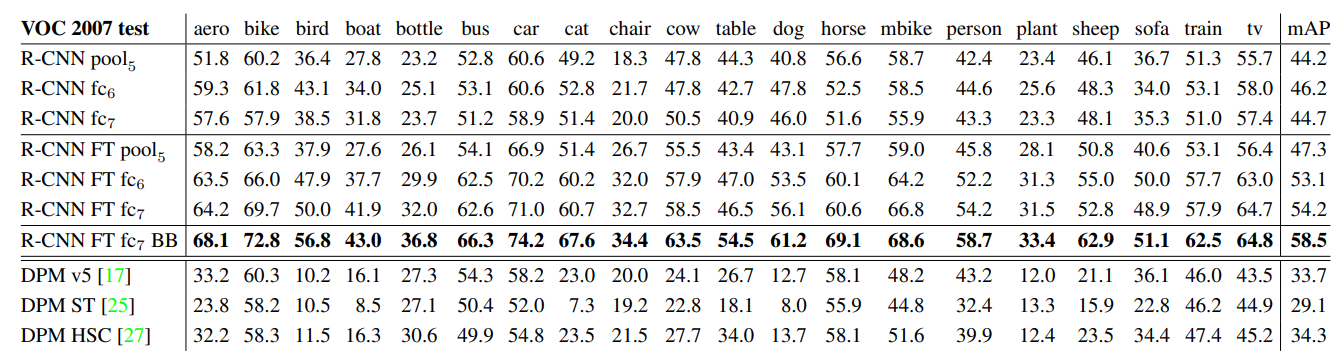 VOC 2007 test aero bike bird boat bottle bus car cat chair cow table dog horse mbike person plant sheep sofa train tv mAP
R-CNN pool5 51.8 60.2 36.4 27.8 23.2 52.8 60.6 49.2 18.3 47.8 44.3 40.8 56.6 58.7 42.4 23.4 46.1 36.7 51.3 55.7 44.2
R-CNN fc6 59.3 61.8 43.1 34.0 25.1 53.1 60.6 52.8 21.7 47.8 42.7 47.8 52.5 58.5 44.6 25.6 48.3 34.0 53.1 58.0 46.2
R-CNN fc7 57.6 57.9 38.5 31.8 23.7 51.2 58.9 51.4 20.0 50.5 40.9 46.0 51.6 55.9 43.3 23.3 48.1 35.3 51.0 57.4 44.7
R-CNN FT pool5 58.2 63.3 37.9 27.6 26.1 54.1 66.9 51.4 26.7 55.5 43.4 43.1 57.7 59.0 45.8 28.1 50.8 40.6 53.1 56.4 47.3
R-CNN FT fc6 63.5 66.0 47.9 37.7 29.9 62.5 70.2 60.2 32.0 57.9 47.0 53.5 60.1 64.2 52.2 31.3 55.0 50.0 57.7 63.0 53.1
R-CNN FT fc7 64.2 69.7 50.0 41.9 32.0 62.6 71.0 60.7 32.7 58.5 46.5 56.1 60.6 66.8 54.2 31.5 52.8 48.9 57.9 64.7 54.2
R-CNN FT fc7 BB 68.1 72.8 56.8 43.0 36.8 66.3 74.2 67.6 34.4 63.5 54.5 61.2 69.1 68.6 58.7 33.4 62.9 51.1 62.5 64.8 58.5
DPM v5 [17] 33.2 60.3 10.2 16.1 27.3 54.3 58.2 23.0 20.0 24.1 26.7 12.7 58.1 48.2 43.2 12.0 21.1 36.1 46.0 43.5 33.7
DPM ST [25] 23.8 58.2 10.5 8.5 27.1 50.4 52.0 7.3 19.2 22.8 18.1 8.0 55.9 44.8 32.4 13.3 15.9 22.8 46.2 44.9 29.1
DPM HSC [27] 32.2 58.3 11.5 16.3 30.6 49.9 54.8 23.5 21.5 27.7 34.0 13.7 58.1 51.6 39.9 12.4 23.5 34.4 47.4 45.2 34.3